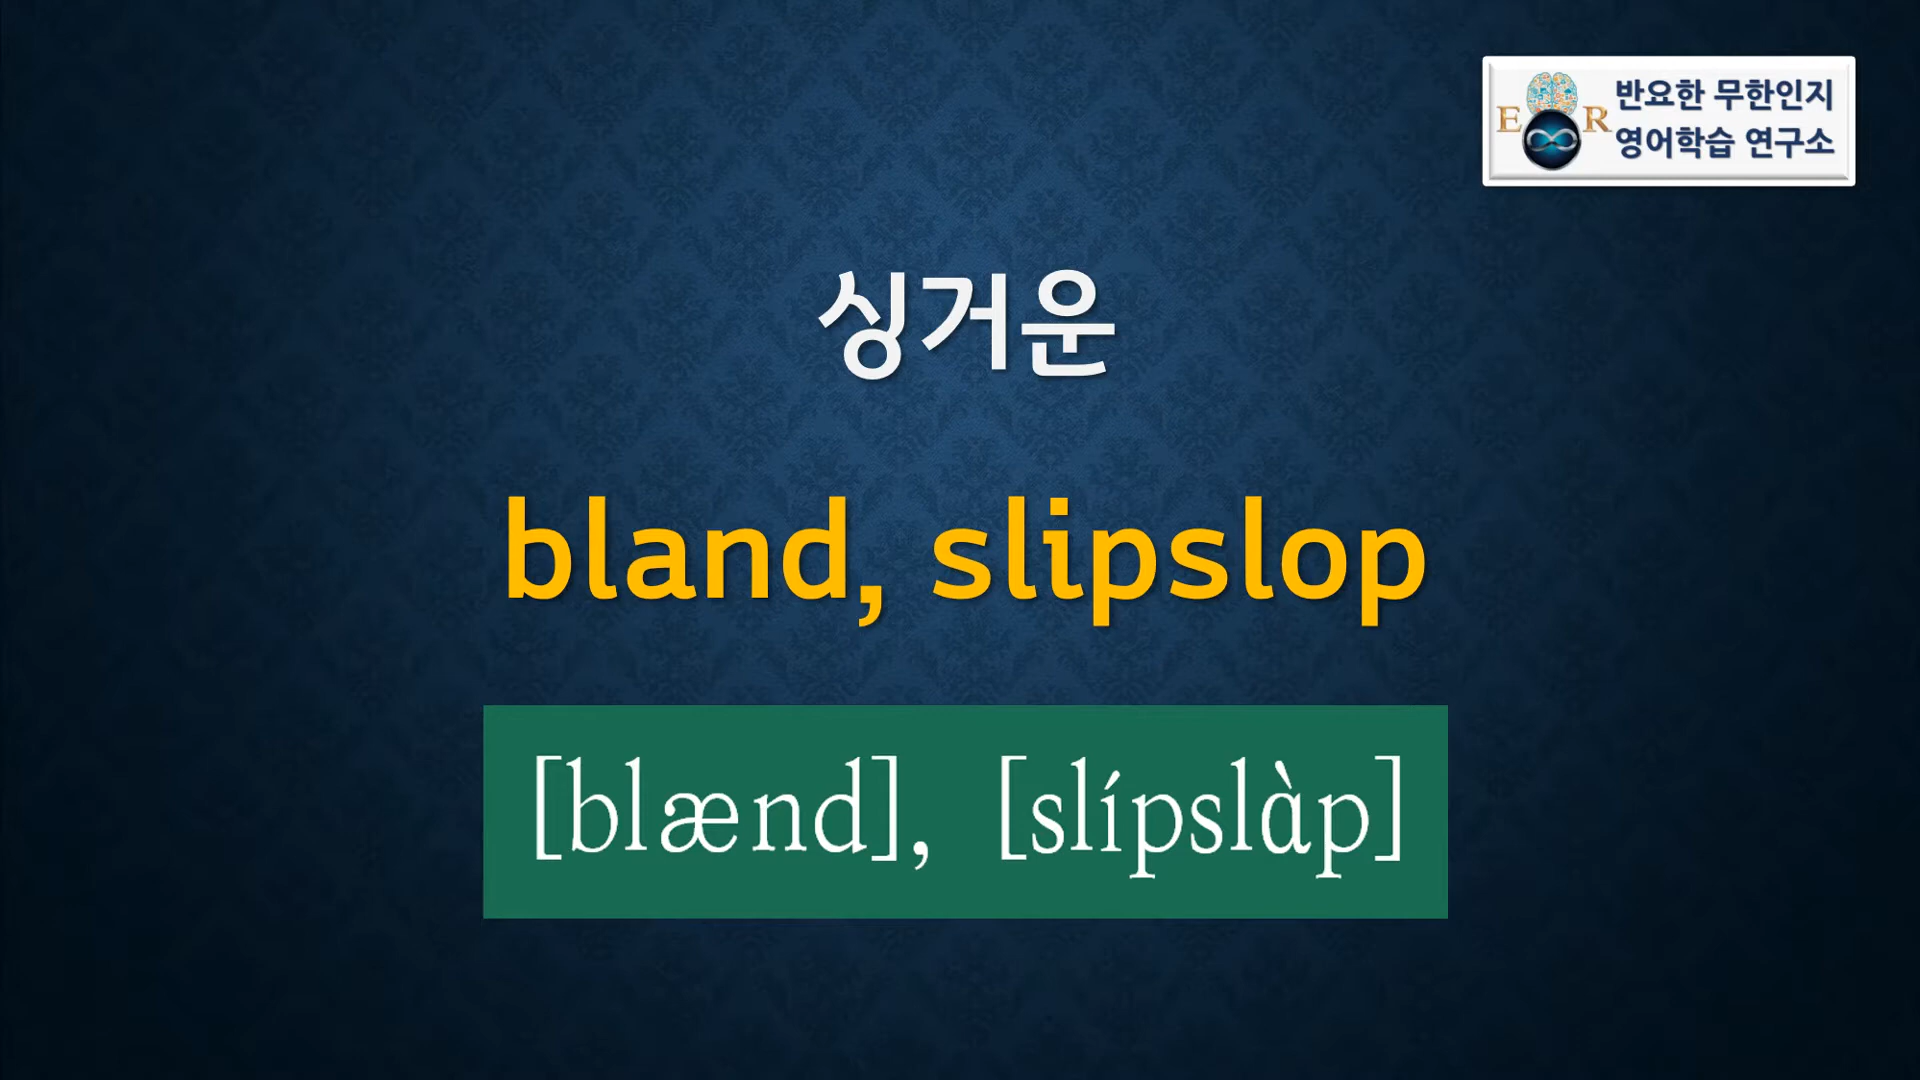 E R
반요한 무한인지
영어학습 연구소
싱거운
bland, slipslop
[blænd], [slípslὰp]